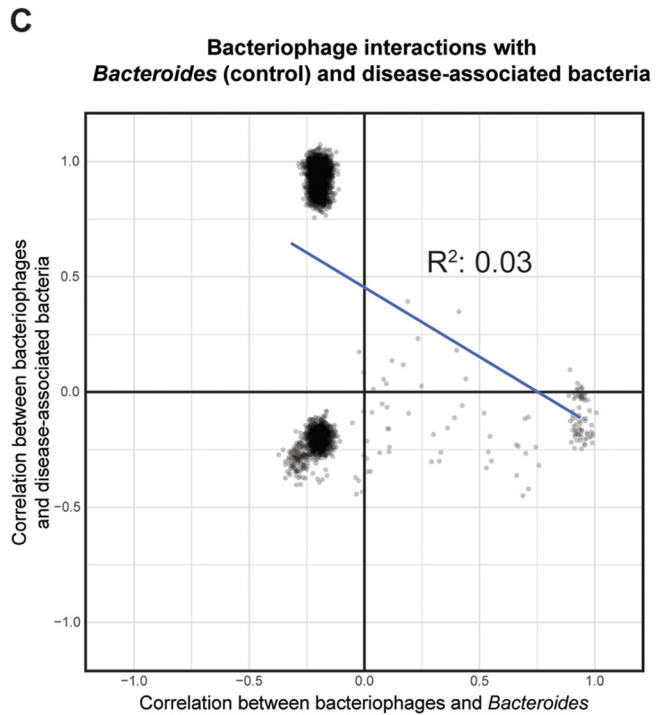 C
Bacteriophage interactions with
Bacteroides (control) and disease-associated bacteria
Correlation between bacteriophages
and disease-associated bacteria
1.0
0.5
0.0
−0.5
−1.0
R²: 0.03
−1.0
−0.5
0.0
0.5
1.0
Correlation between bacteriophages and Bacteroides